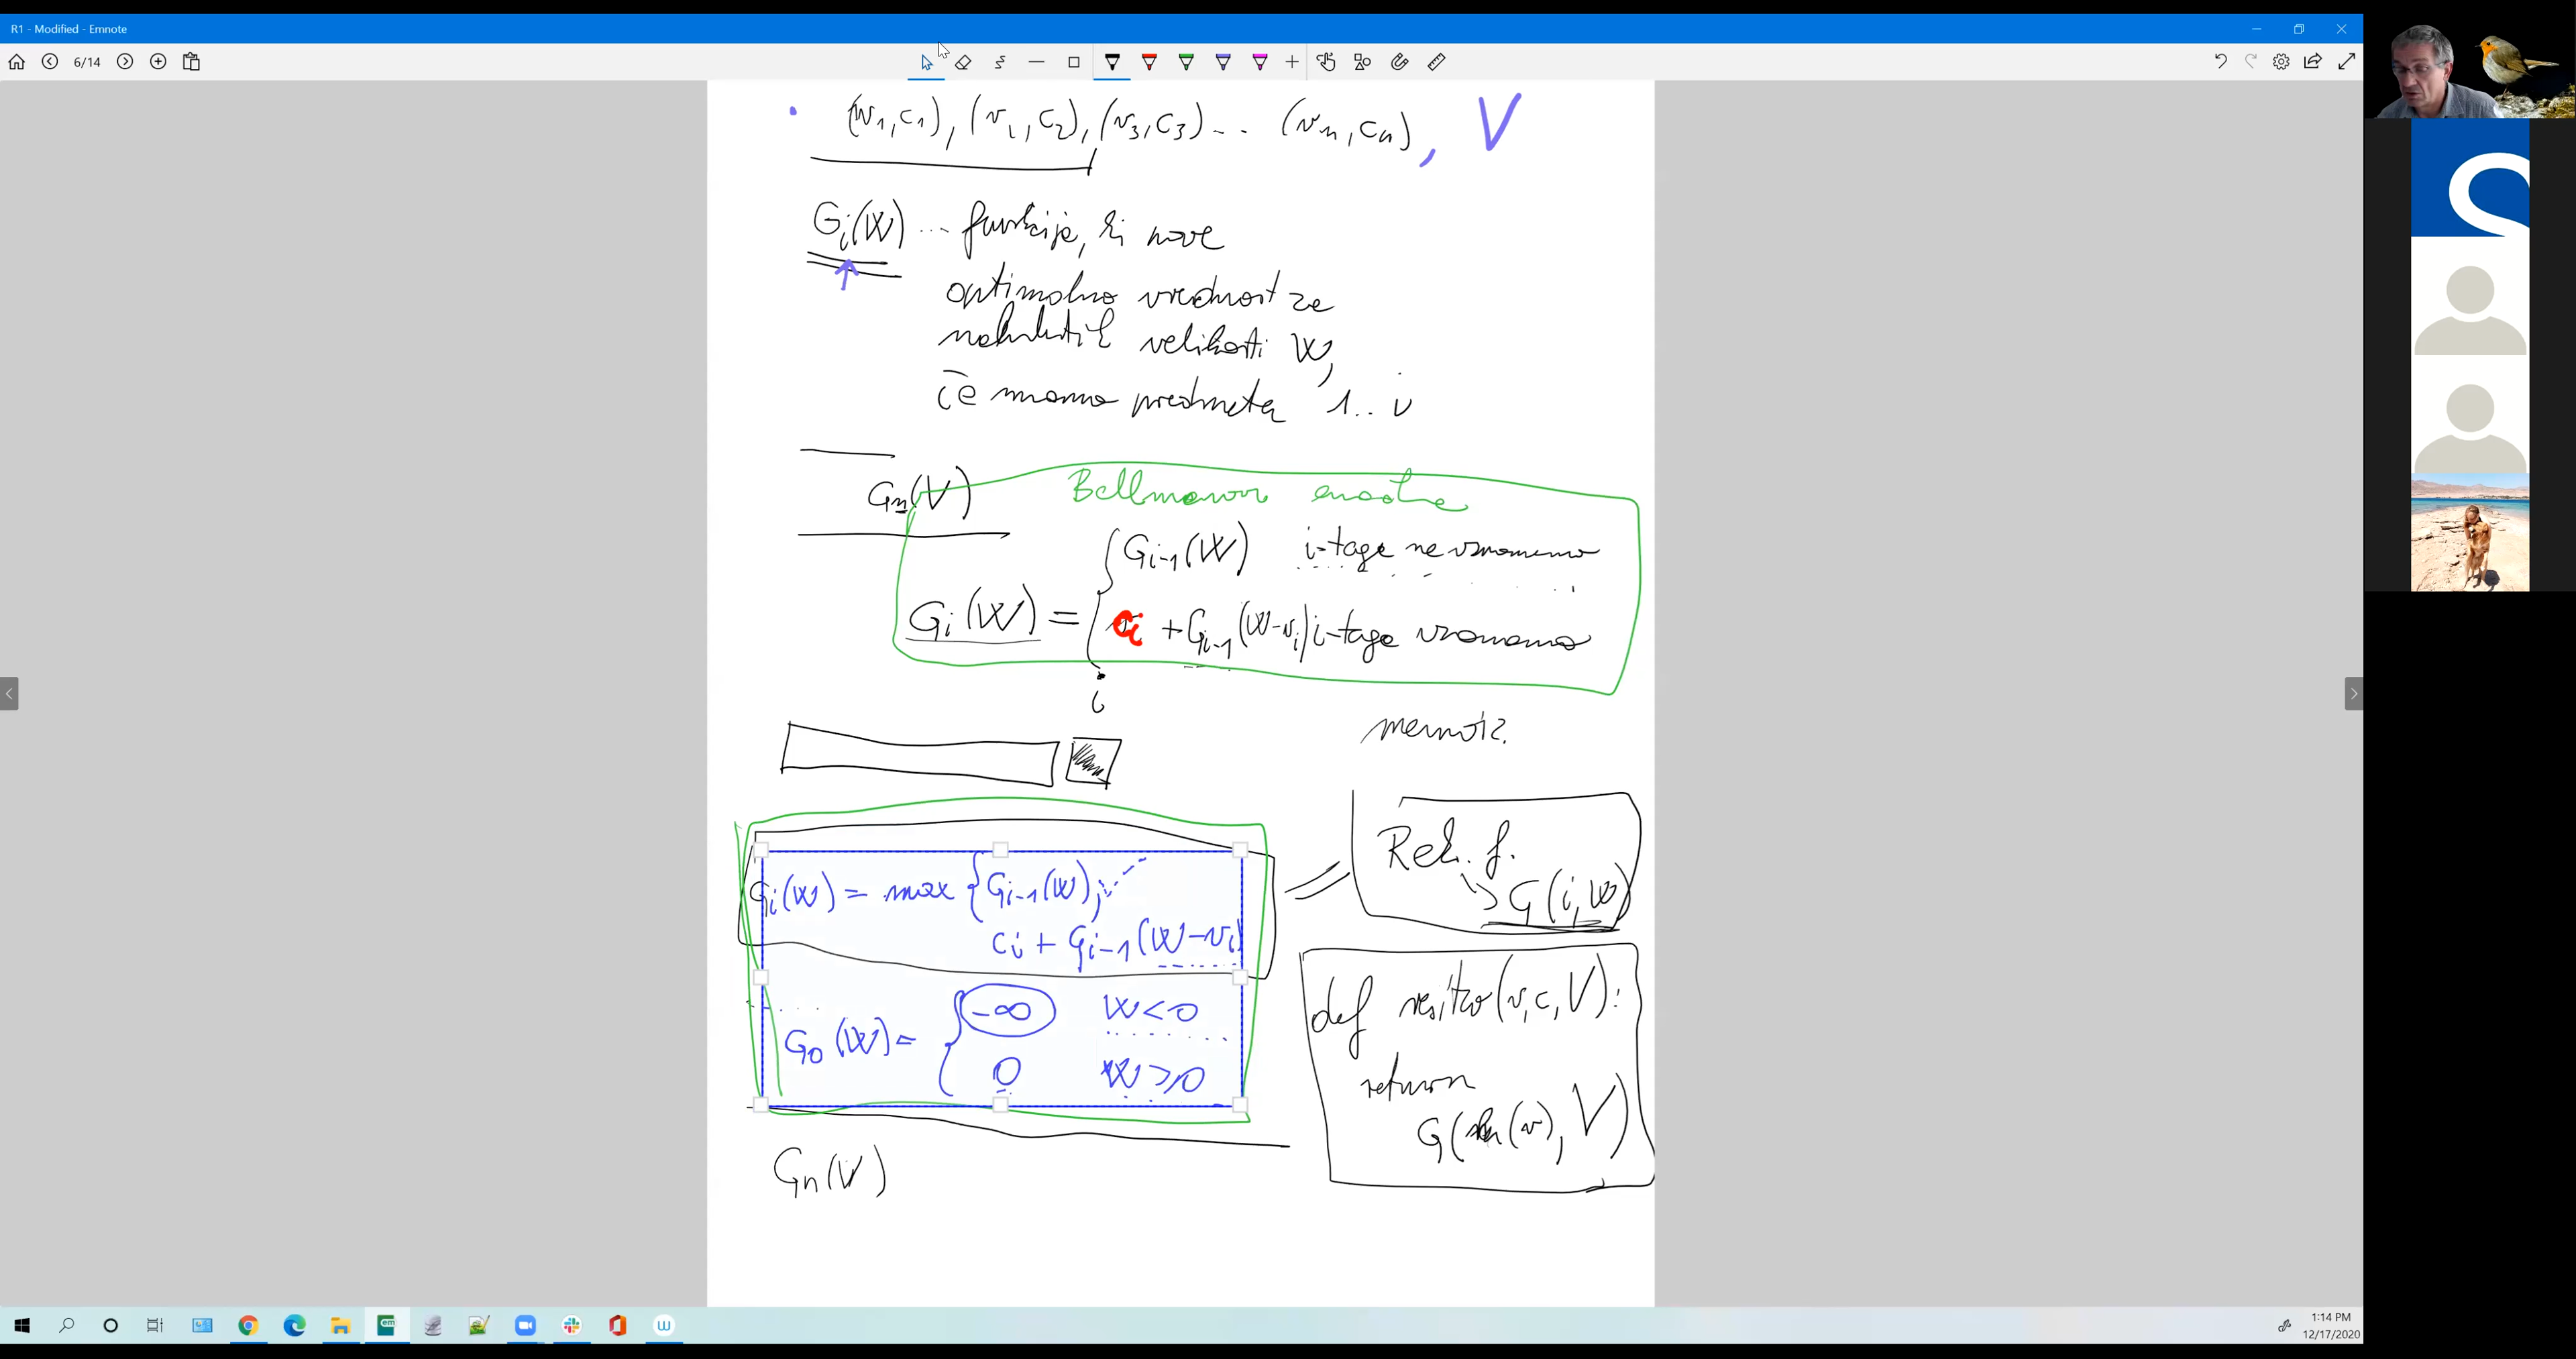 R1 - Modified - Emnote
6/14
(v1,c1), (v2,c2), (v3,c3)... (vn,cn), V
Gi(W) ... funkcija, ki pove
optimalno vrednost za
nahrbtnik velikosti W,
če imamo predmeta 1.. i
Gn(V)
Bellmanova enačba
Gi-1(W) i-tega ne vzamemo
Gi(W) = { ci + Gi-1(W-vi) i-tega vzamemo
i
memoiz.
Rek. f.
G(i,W)
Gi(W) = max {Gi-1(W),
ci + Gi-1(W-vi)
G0(W) = { -∞ W<0
0 W≥0
def resitev(v,c,V):
return
G(len(v), V)
Gn(V)
1:14 PM
12/17/2020